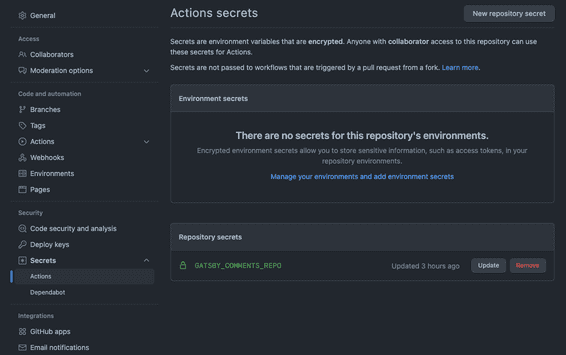 General
Access
Collaborators
Moderation options
Code and automation
Branches
Tags
Actions
Webhooks
Environments
Pages
Security
Code security and analysis
Deploy keys
Secrets
Actions
Dependabot
Integrations
GitHub apps
Email notifications
Actions secrets
New repository secret
Secrets are environment variables that are encrypted. Anyone with collaborator access to this repository can use
these secrets for Actions.
Secrets are not passed to workflows that are triggered by a pull request from a fork. Learn more.
Environment secrets
There are no secrets for this repository's environments.
Encrypted environment secrets allow you to store sensitive information, such as access tokens, in your
repository environments.
Manage your environments and add environment secrets
Repository secrets
GATSBY_COMMENTS_REPO
Updated 3 hours ago
Update
Remove